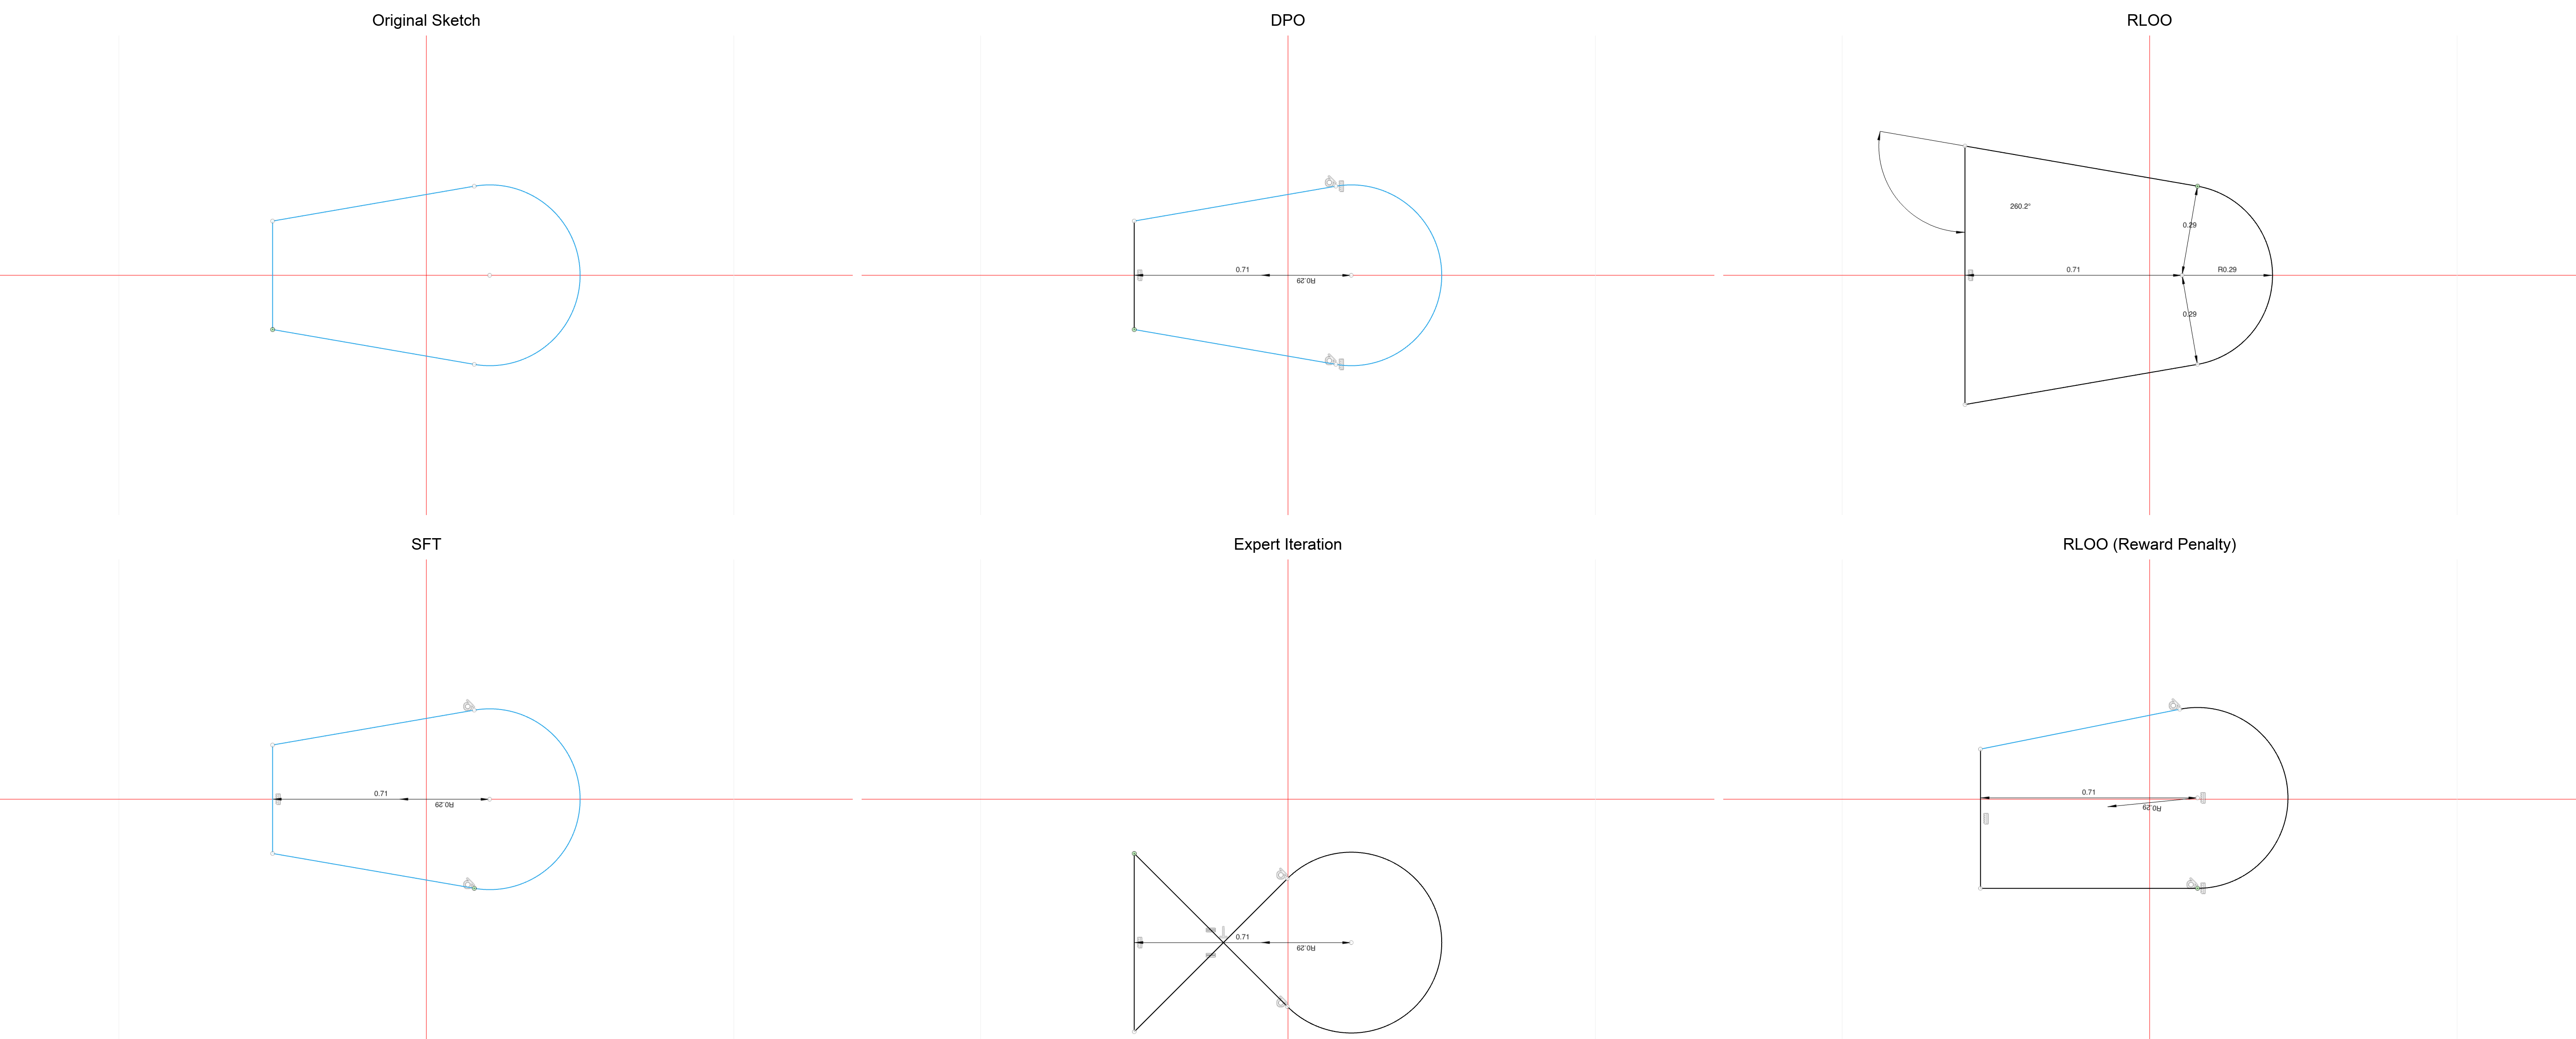 Original Sketch
DPO
RLOO
0.71
R0.29
260.2°
0.29
0.71
R0.29
0.29
SFT
Expert Iteration
RLOO (Reward Penalty)
0.71
R0.29
0.71
R0.29
0.71
R0.29